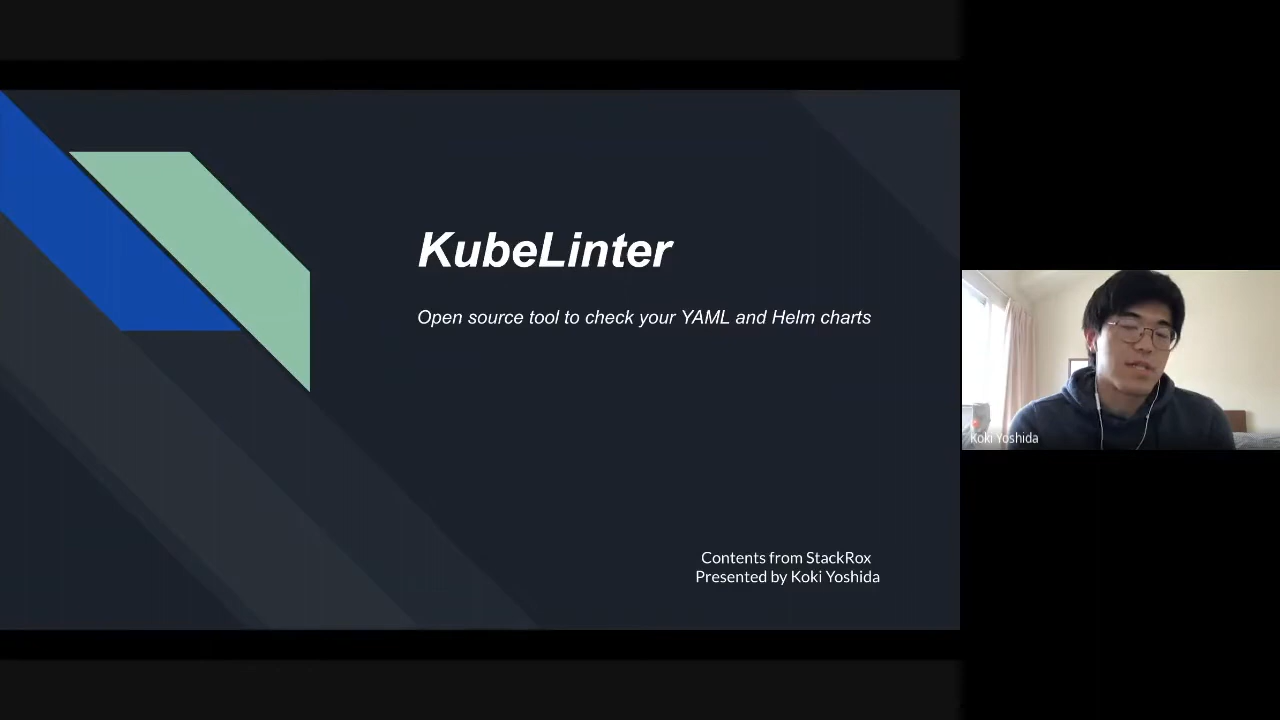 KubeLinter
Open source tool to check your YAML and Helm charts
Contents from StackRox
Presented by Koki Yoshida
Koki Yoshida